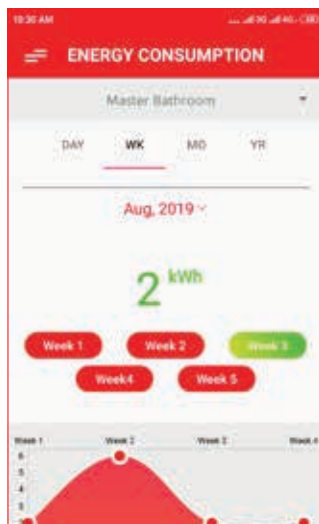 10:30 AM
ENERGY CONSUMPTION
Master Bathroom
DAY WK MO YR
Aug, 2019
2 kWh
Week 1 Week 2 Week 3
Week4 Week 5
Week 1 Week 2 Week 3 Week 4
6
5
4
3